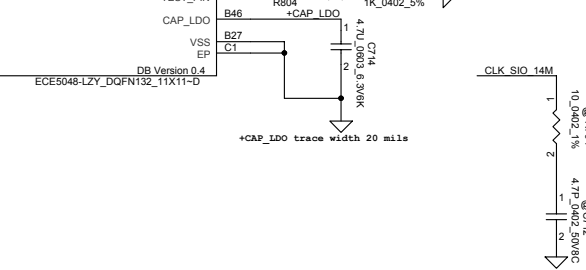 R804
1K_0402_5%
CAP_LDO
B46
+CAP_LDO
VSS
B27
EP
C1
1
2
C714
4.7U_0603_6.3V6K
DB Version 0.4
ECE5048-LZY_DQFN132_11X11~D
+CAP_LDO trace width 20 mils
CLK_SIO_14M
1
2
10_0402_1%
1
2
4.7P_0402_50V8C